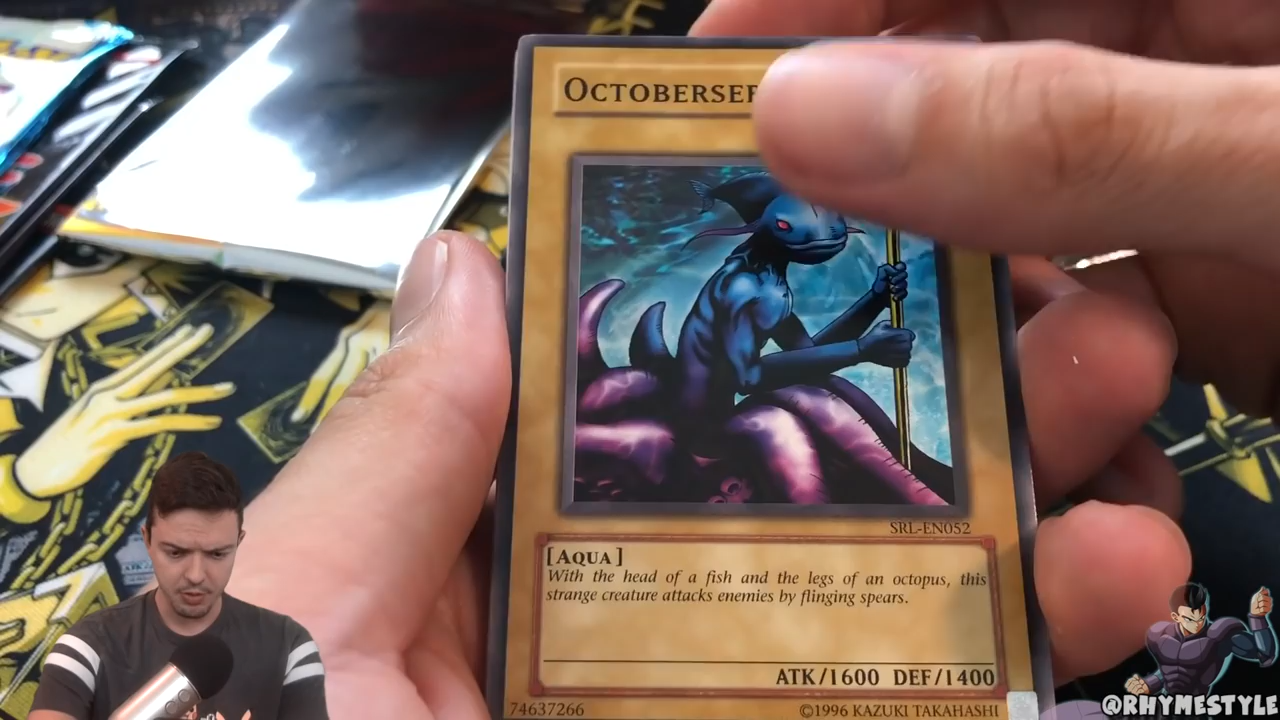 OCTOBERSER
SRL-EN052
[AQUA]
With the head of a fish and the legs of an octopus, this
strange creature attacks enemies by flinging spears.
ATK/1600 DEF/1400
74637266
©1996 KAZUKI TAKAHASHI
@RHYMESTYLE